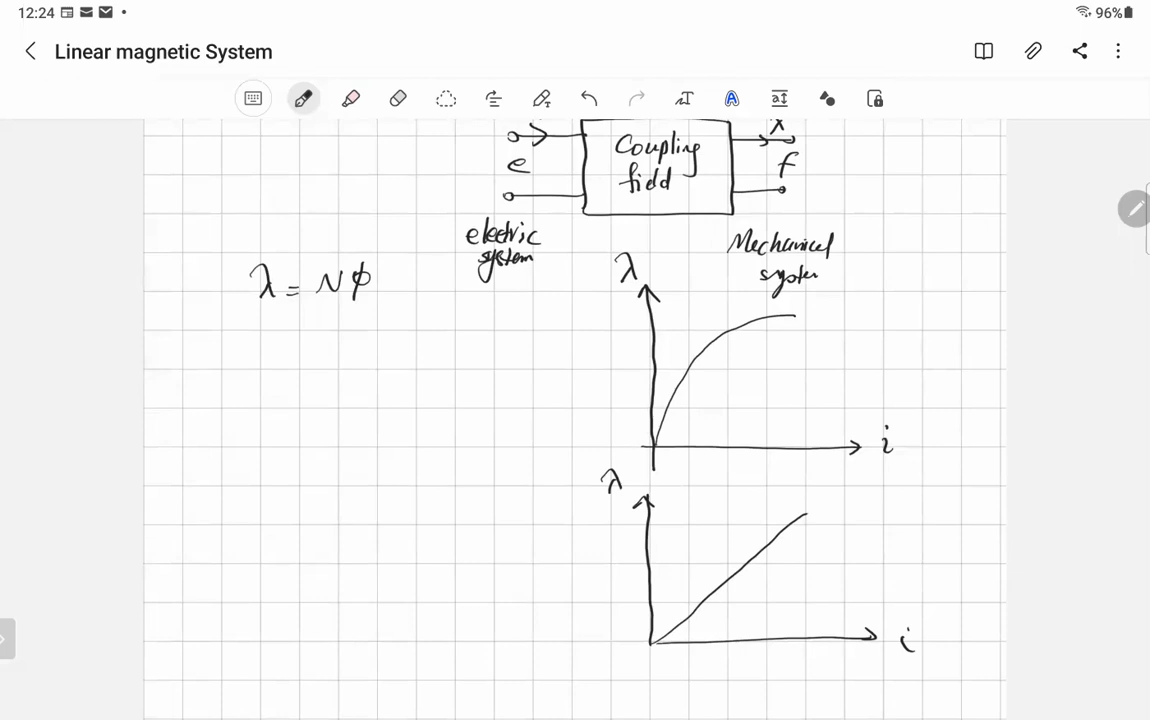 12:24
96%
Linear magnetic System
e
Coupling
field
x
f
electric
system
Mechanical
system
λ = Nϕ
λ
i
λ
i